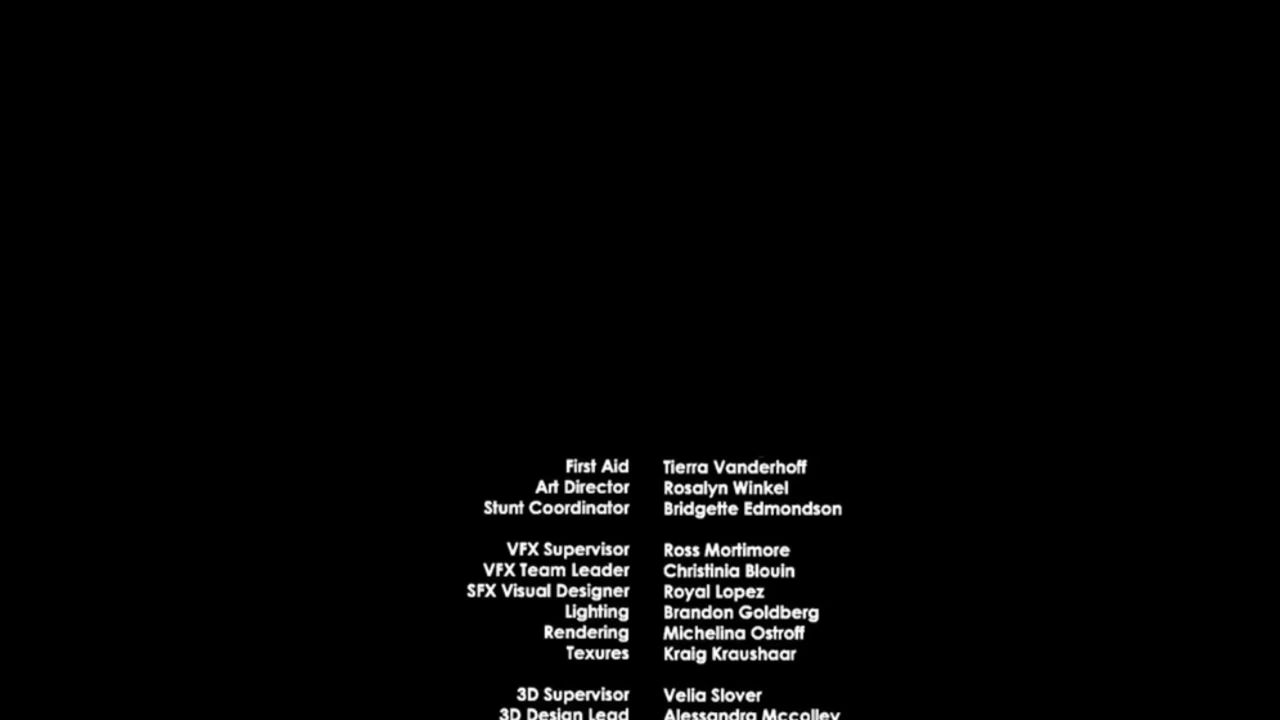 First Aid Tierra Vanderhoff
Art Director Rosalyn Winkel
Stunt Coordinator Bridgette Edmondson
VFX Supervisor Ross Mortimore
VFX Team Leader Christinia Blouin
SFX Visual Designer Royal Lopez
Lighting Brandon Goldberg
Rendering Michelina Ostroff
Texures Kraig Kraushaar
3D Supervisor Velia Slover
3D Design Lead Alessandra Mccolley